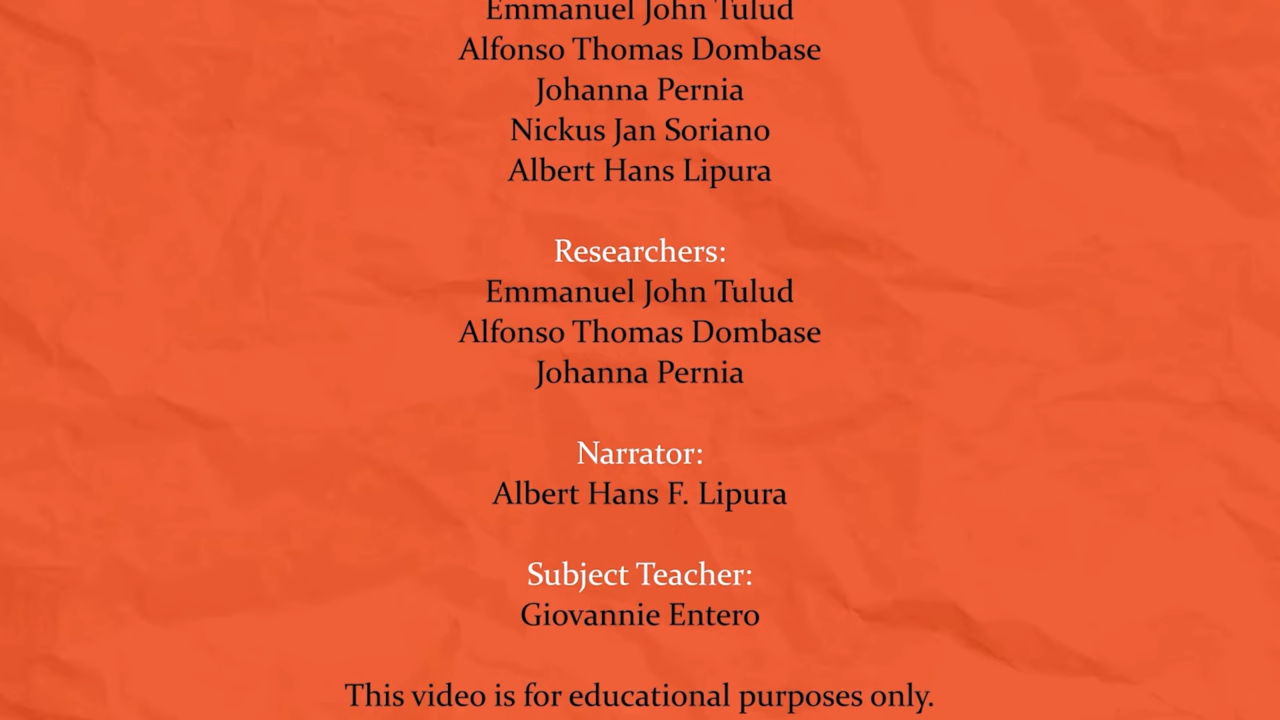 Emmanuel John Tulud
Alfonso Thomas Dombase
Johanna Pernia
Nickus Jan Soriano
Albert Hans Lipura
Researchers:
Emmanuel John Tulud
Alfonso Thomas Dombase
Johanna Pernia
Narrator:
Albert Hans F. Lipura
Subject Teacher:
Giovannie Entero
This video is for educational purposes only.